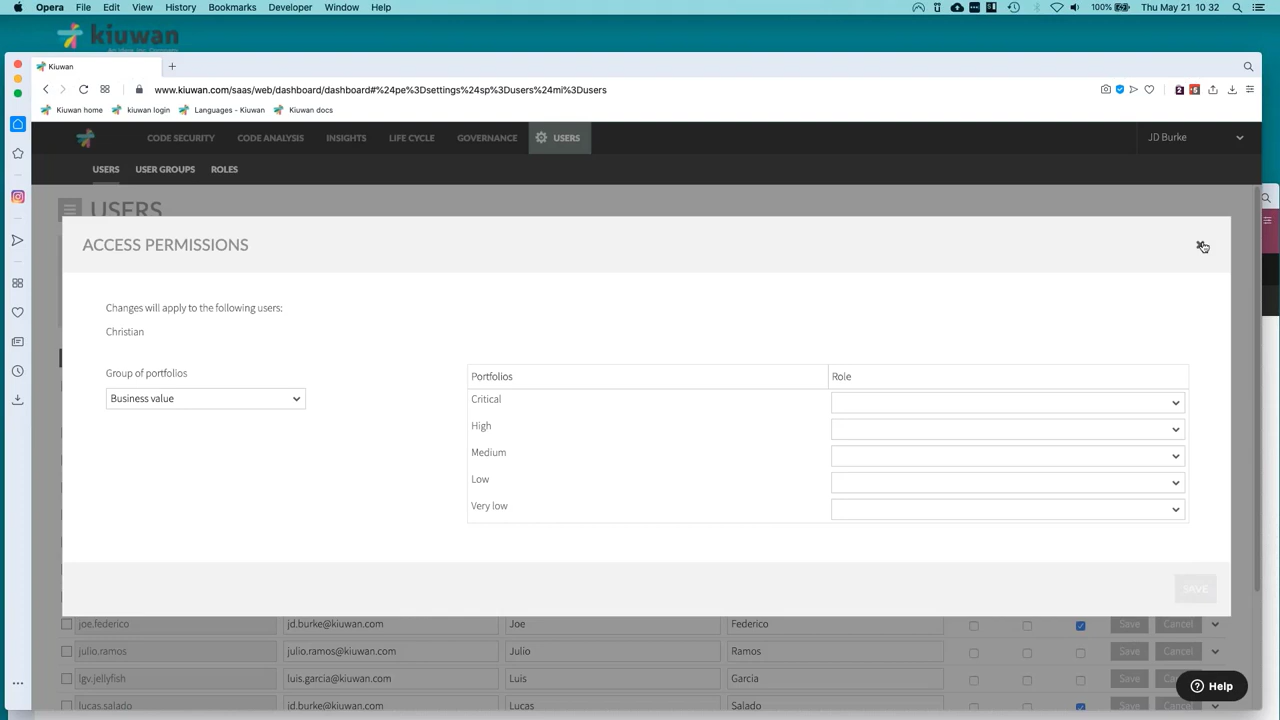 Opera File Edit View History Bookmarks Developer Window Help 100% Thu May 21 10 32
kiuwan
Kiuwan
www.kiuwan.com/saas/web/dashboard/dashboard#%24pe%3Dsettings%24sp%3Dusers%24mi%3Dusers
Kiuwan home kiuwan login Languages - Kiuwan Kiuwan docs
CODE SECURITY CODE ANALYSIS INSIGHTS LIFE CYCLE GOVERNANCE USERS JD Burke
USERS USER GROUPS ROLES
USERS
ACCESS PERMISSIONS
Changes will apply to the following users:
Christian
Group of portfolios
Business value
Portfolios Role
Critical
High
Medium
Low
Very low
SAVE
joe.federico jd.burke@kiuwan.com Joe Federico Save Cancel
julio.ramos julio.ramos@kiuwan.com Julio Ramos Save Cancel
lgv.jellyfish luis.garcia@kiuwan.com Luis Garcia Save Cancel
lucas.salado jd.burke@kiuwan.com Lucas Salado Save Cancel
Help